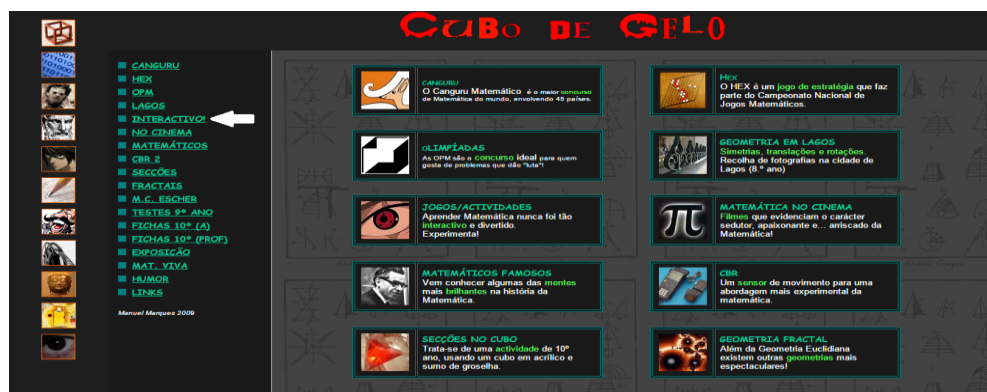 CUBO DE GELO
CANGURU
HEX
OPM
LAGOS
INTERACTIVO!
NO CINEMA
MATEMÁTICOS
CBR 2
SECÇÕES
FRACTAIS
M.C. ESCHER
TESTES 9º ANO
FICHAS 10º (A)
FICHAS 10º (PROF)
EXPOSIÇÃO
MAT. VIVA
HUMOR
LINKS
Manuel Marques 2009
CANGURU
O Canguru Matemático é o maior concurso
de Matemática do mundo, envolvendo 45 países.
HEX
O HEX é um jogo de estratégia que faz
parte do Campeonato Nacional de
Jogos Matemáticos.
OLIMPÍADAS
As OPM são o concurso ideal para quem
gosta de problemas que dão "luta"!
GEOMETRIA EM LAGOS
Simetrias, translações e rotações.
Recolha de fotografias na cidade de
Lagos (8.º ano)
JOGOS/ACTIVIDADES
Aprender Matemática nunca foi tão
interactivo e divertido.
Experimenta!
MATEMÁTICA NO CINEMA
Filmes que evidenciam o carácter
sedutor, apaixonante e... arriscado da
Matemática!
MATEMÁTICOS FAMOSOS
Vem conhecer algumas das mentes
mais brilhantes na história da
Matemática.
CBR
Um sensor de movimento para uma
abordagem mais experimental da
matemática.
SECÇÕES NO CUBO
Trata-se de uma actividade de 10º
ano, usando um cubo em acrílico e
sumo de groselha.
GEOMETRIA FRACTAL
Além da Geometria Euclidiana
existem outras geometrias mais
espectaculares!